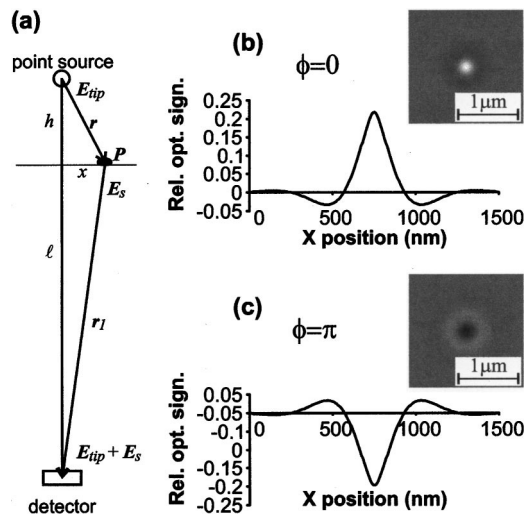 (a)
point source
E_tip
h
r
P
x
E_s
ℓ
r_1
E_tip + E_s
detector
(b)
ϕ=0
1µm
Rel. opt. sign.
0.25
0.2
0.15
0.1
0.05
0
-0.05
0
500
1000
1500
X position (nm)
(c)
ϕ=π
1µm
Rel. opt. sign.
0.05
-0.05
-0.1
-0.15
0
-0.15
-0.2
-0.25
0
500
1000
1500
X position (nm)